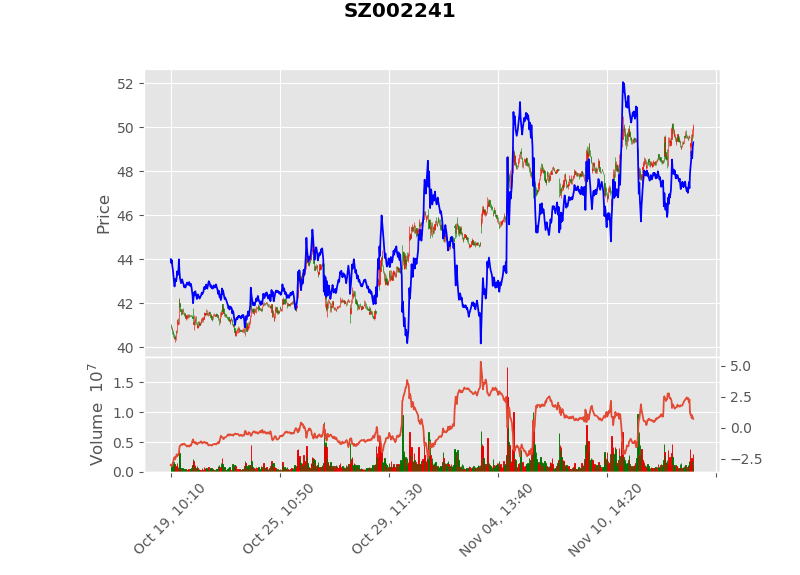 SZ002241
Price
52
50
48
46
44
42
40
Volume 10^7
1.5
1.0
0.5
0.0
5.0
2.5
0.0
−2.5
Oct 19, 10:10
Oct 25, 10:50
Oct 29, 11:30
Nov 04, 13:40
Nov 10, 14:20